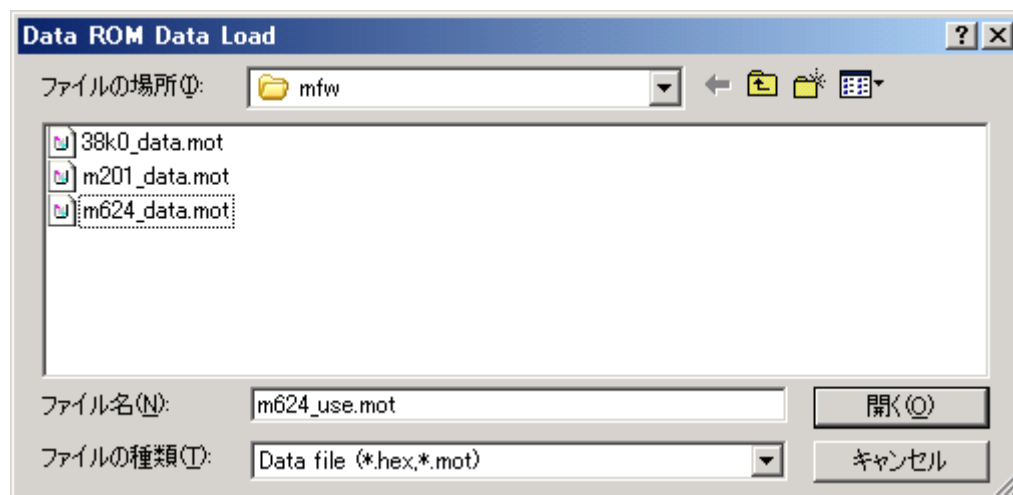 Data ROM Data Load
ファイルの場所(I): mfw
38k0_data.mot
m201_data.mot
m624_data.mot
ファイル名(N): m624_use.mot 開く(O)
ファイルの種類(T): Data file (*.hex,*.mot) キャンセル